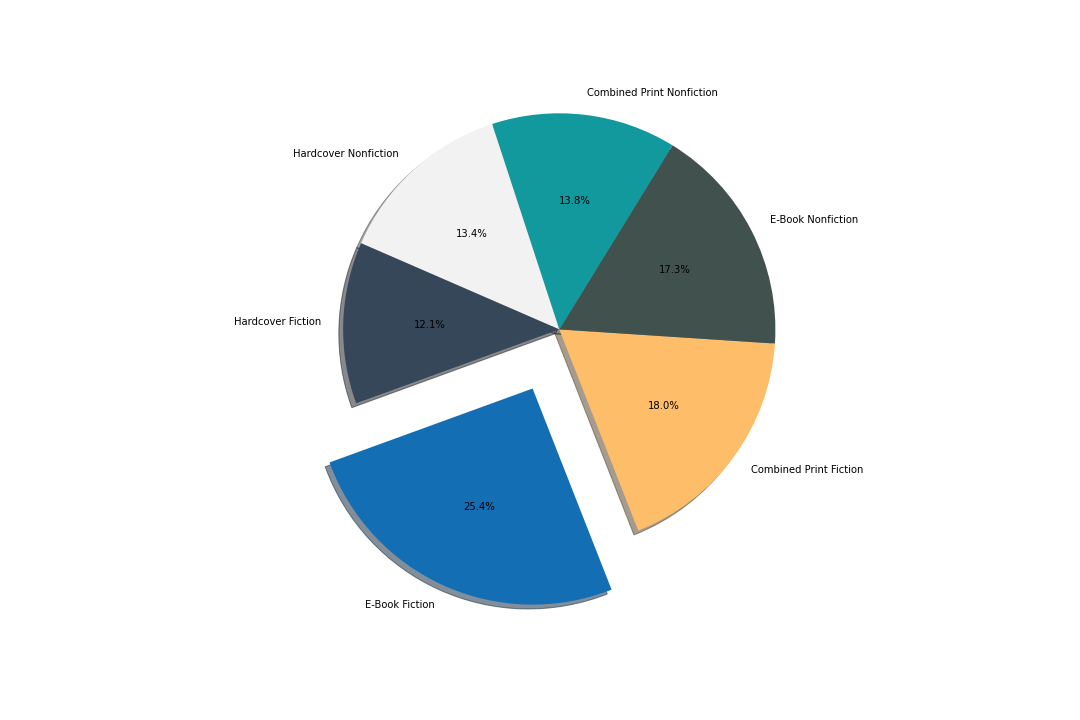 Combined Print Nonfiction
Hardcover Nonfiction
13.8%
E-Book Nonfiction
13.4%
17.3%
Hardcover Fiction
12.1%
18.0%
Combined Print Fiction
25.4%
E-Book Fiction